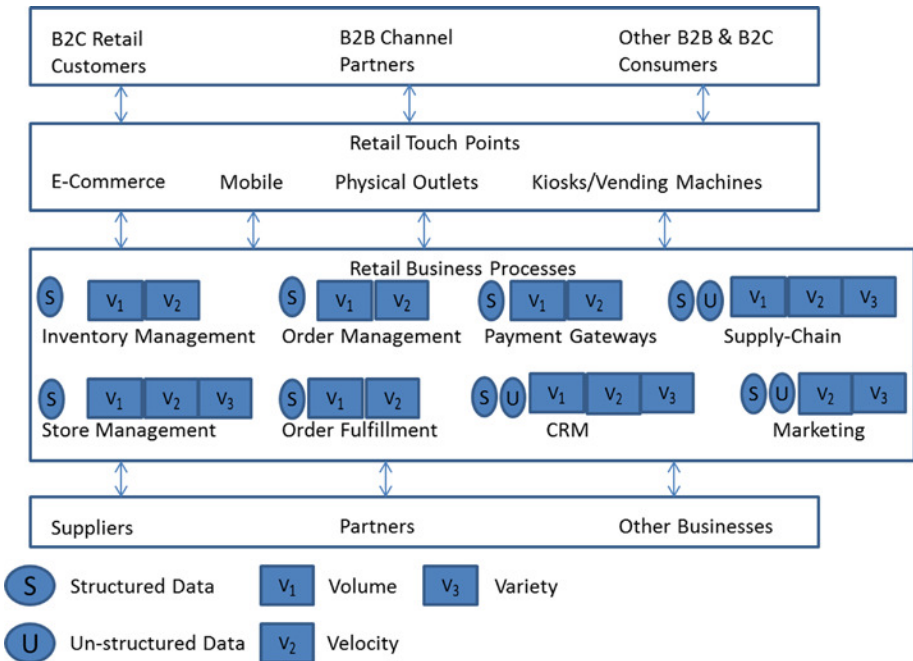 B2C Retail Customers
B2B Channel Partners
Other B2B & B2C Consumers
Retail Touch Points
E-Commerce Mobile Physical Outlets Kiosks/Vending Machines
Retail Business Processes
S V₁ V₂
Inventory Management
S V₁ V₂
Order Management
S V₁ V₂
Payment Gateways
S U V₁ V₂ V₃
Supply-Chain
S V₁ V₂ V₃
Store Management
S V₁ V₂
Order Fulfillment
S U V₁ V₂ V₃
CRM
S U V₂ V₃
Marketing
Suppliers Partners Other Businesses
S Structured Data V₁ Volume V₃ Variety
U Un-structured Data V₂ Velocity